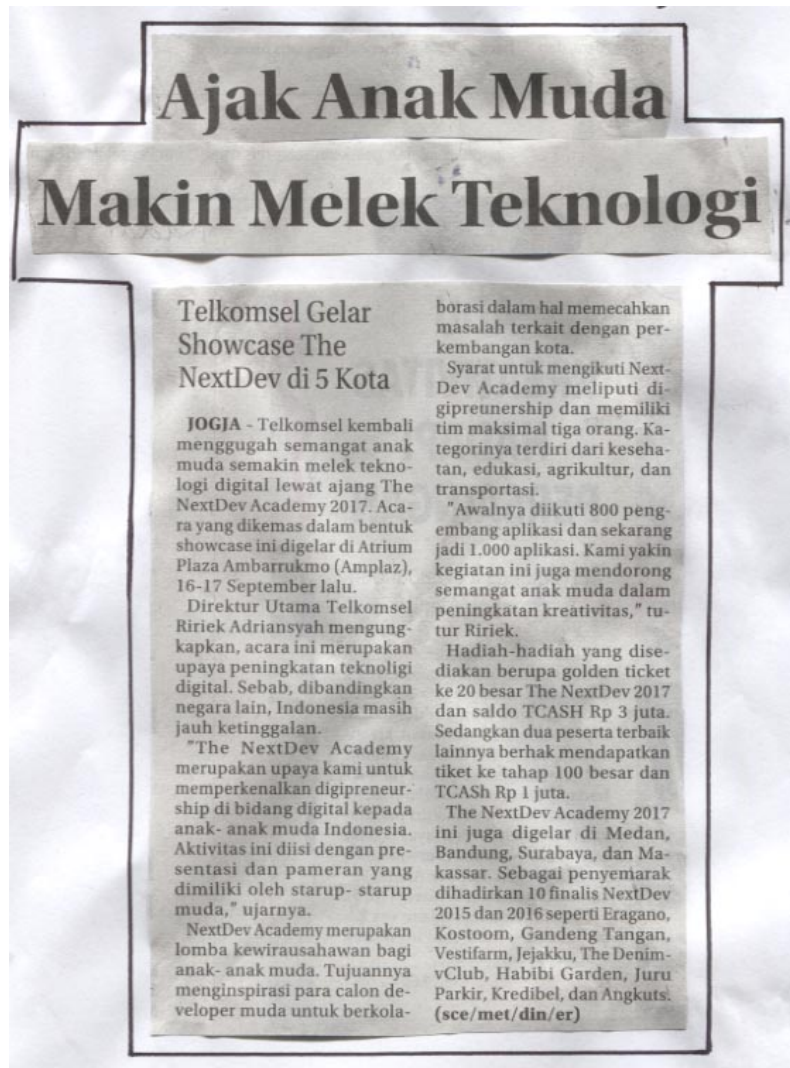 Ajak Anak Muda
Makin Melek Teknologi
Telkomsel Gelar
Showcase The
NextDev di 5 Kota
JOGJA - Telkomsel kembali
menggugah semangat anak
muda semakin melek tekno-
logi digital lewat ajang The
NextDev Academy 2017. Aca-
ra yang dikemas dalam bentuk
showcase ini digelar di Atrium
Plaza Ambarrukmo (Amplaz),
16-17 September lalu.
Direktur Utama Telkomsel
Ririek Adriansyah mengung-
kapkan, acara ini merupakan
upaya peningkatan teknoligi
digital. Sebab, dibandingkan
negara lain, Indonesia masih
jauh ketinggalan.
"The NextDev Academy
merupakan upaya kami untuk
memperkenalkan digipreneur-
ship di bidang digital kepada
anak- anak muda Indonesia.
Aktivitas ini diisi dengan pre-
sentasi dan pameran yang
dimiliki oleh starup- starup
muda," ujarnya.
NextDev Academy merupakan
lomba kewirausahawan bagi
anak- anak muda. Tujuannya
menginspirasi para calon de-
veloper muda untuk berkola-
borasi dalam hal memecahkan
masalah terkait dengan per-
kembangan kota.
Syarat untuk mengikuti Next-
Dev Academy meliputi di-
gipreunership dan memiliki
tim maksimal tiga orang. Ka-
tegorinya terdiri dari keseha-
tan, edukasi, agrikultur, dan
transportasi.
"Awalnya diikuti 800 peng-
embang aplikasi dan sekarang
jadi 1.000 aplikasi. Kami yakin
kegiatan ini juga mendorong
semangat anak muda dalam
peningkatan kreativitas," tu-
tur Ririek.
Hadiah-hadiah yang dise-
diakan berupa golden ticket
ke 20 besar The NextDev 2017
dan saldo TCASH Rp 3 juta.
Sedangkan dua peserta terbaik
lainnya berhak mendapatkan
tiket ke tahap 100 besar dan
TCASh Rp 1 juta.
The NextDev Academy 2017
ini juga digelar di Medan,
Bandung, Surabaya, dan Ma-
kassar. Sebagai penyemarak
dihadirkan 10 finalis NextDev
2015 dan 2016 seperti Eragano,
Kostoom, Gandeng Tangan,
Vestifarm, Jejakku, The Denim-
vClub, Habibi Garden, Juru
Parkir, Kredibel, dan Angkuts.
(sce/met/din/er)